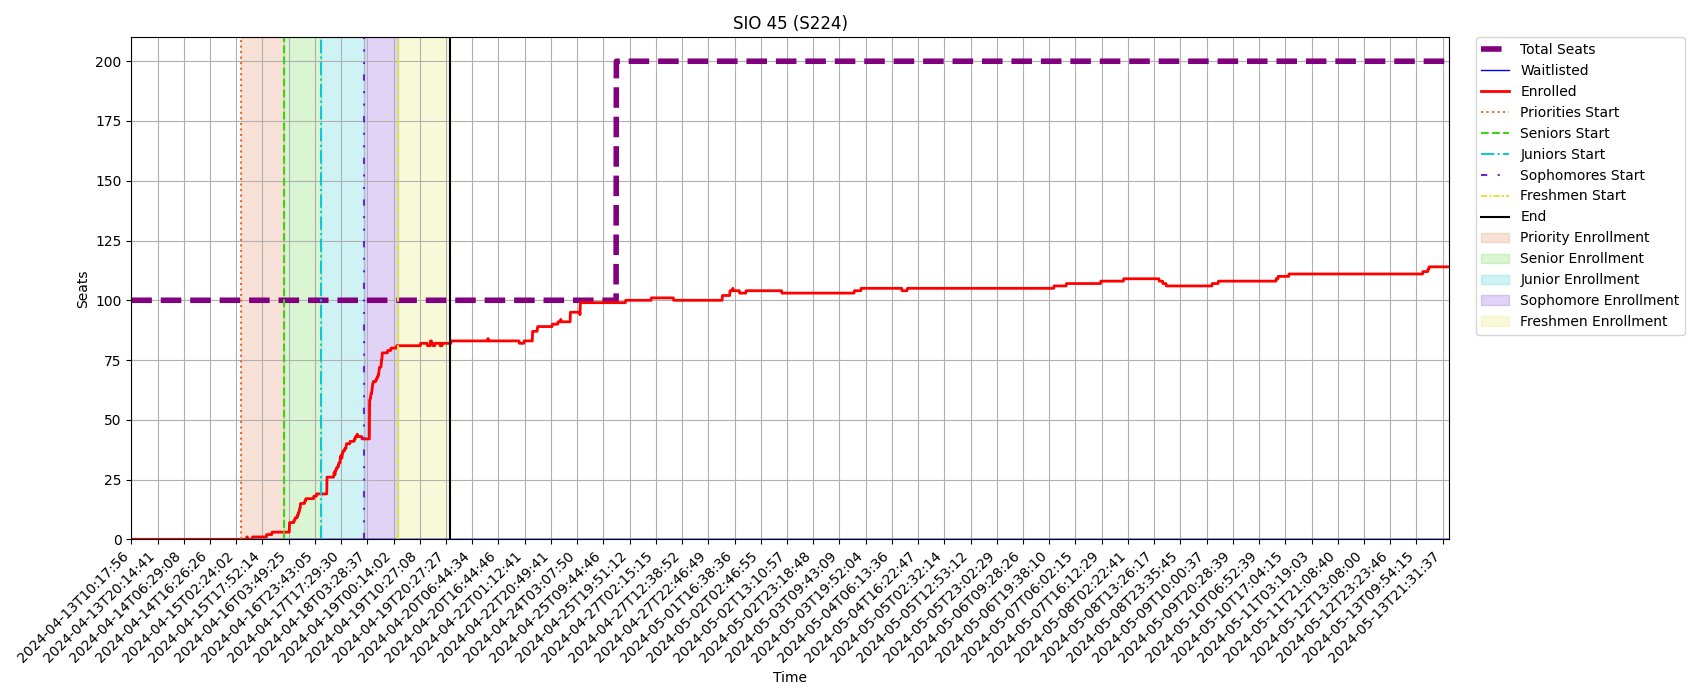 SIO 45 (S224)
Seats
200
175
150
125
100
75
50
25
0
2024-04-13T10:17:56
2024-04-13T20:14:41
2024-04-14T06:29:08
2024-04-14T16:26:26
2024-04-15T02:24:02
2024-04-15T17:52:14
2024-04-16T03:49:25
2024-04-16T23:43:05
2024-04-17T17:29:30
2024-04-18T03:28:37
2024-04-19T00:14:02
2024-04-19T10:27:08
2024-04-19T20:27:27
2024-04-20T06:44:34
2024-04-20T16:44:46
2024-04-22T01:12:41
2024-04-22T20:49:41
2024-04-24T03:07:50
2024-04-25T09:44:46
2024-04-25T19:51:12
2024-04-27T02:15:15
2024-04-27T12:38:52
2024-04-27T22:46:49
2024-05-01T16:38:36
2024-05-02T02:46:55
2024-05-02T13:10:57
2024-05-02T23:18:48
2024-05-03T09:43:09
2024-05-03T19:52:04
2024-05-04T06:13:36
2024-05-04T16:22:47
2024-05-05T02:32:14
2024-05-05T12:53:12
2024-05-05T23:02:29
2024-05-06T09:28:26
2024-05-06T19:38:10
2024-05-07T06:02:15
2024-05-07T16:12:29
2024-05-08T02:22:41
2024-05-08T13:26:17
2024-05-08T23:35:45
2024-05-09T10:00:37
2024-05-09T20:28:39
2024-05-10T06:52:39
2024-05-10T17:04:15
2024-05-11T03:19:03
2024-05-11T21:08:40
2024-05-12T13:08:00
2024-05-12T23:23:46
2024-05-13T09:54:15
2024-05-13T21:31:37
Time
Total Seats
Waitlisted
Enrolled
Priorities Start
Seniors Start
Juniors Start
Sophomores Start
Freshmen Start
End
Priority Enrollment
Senior Enrollment
Junior Enrollment
Sophomore Enrollment
Freshmen Enrollment